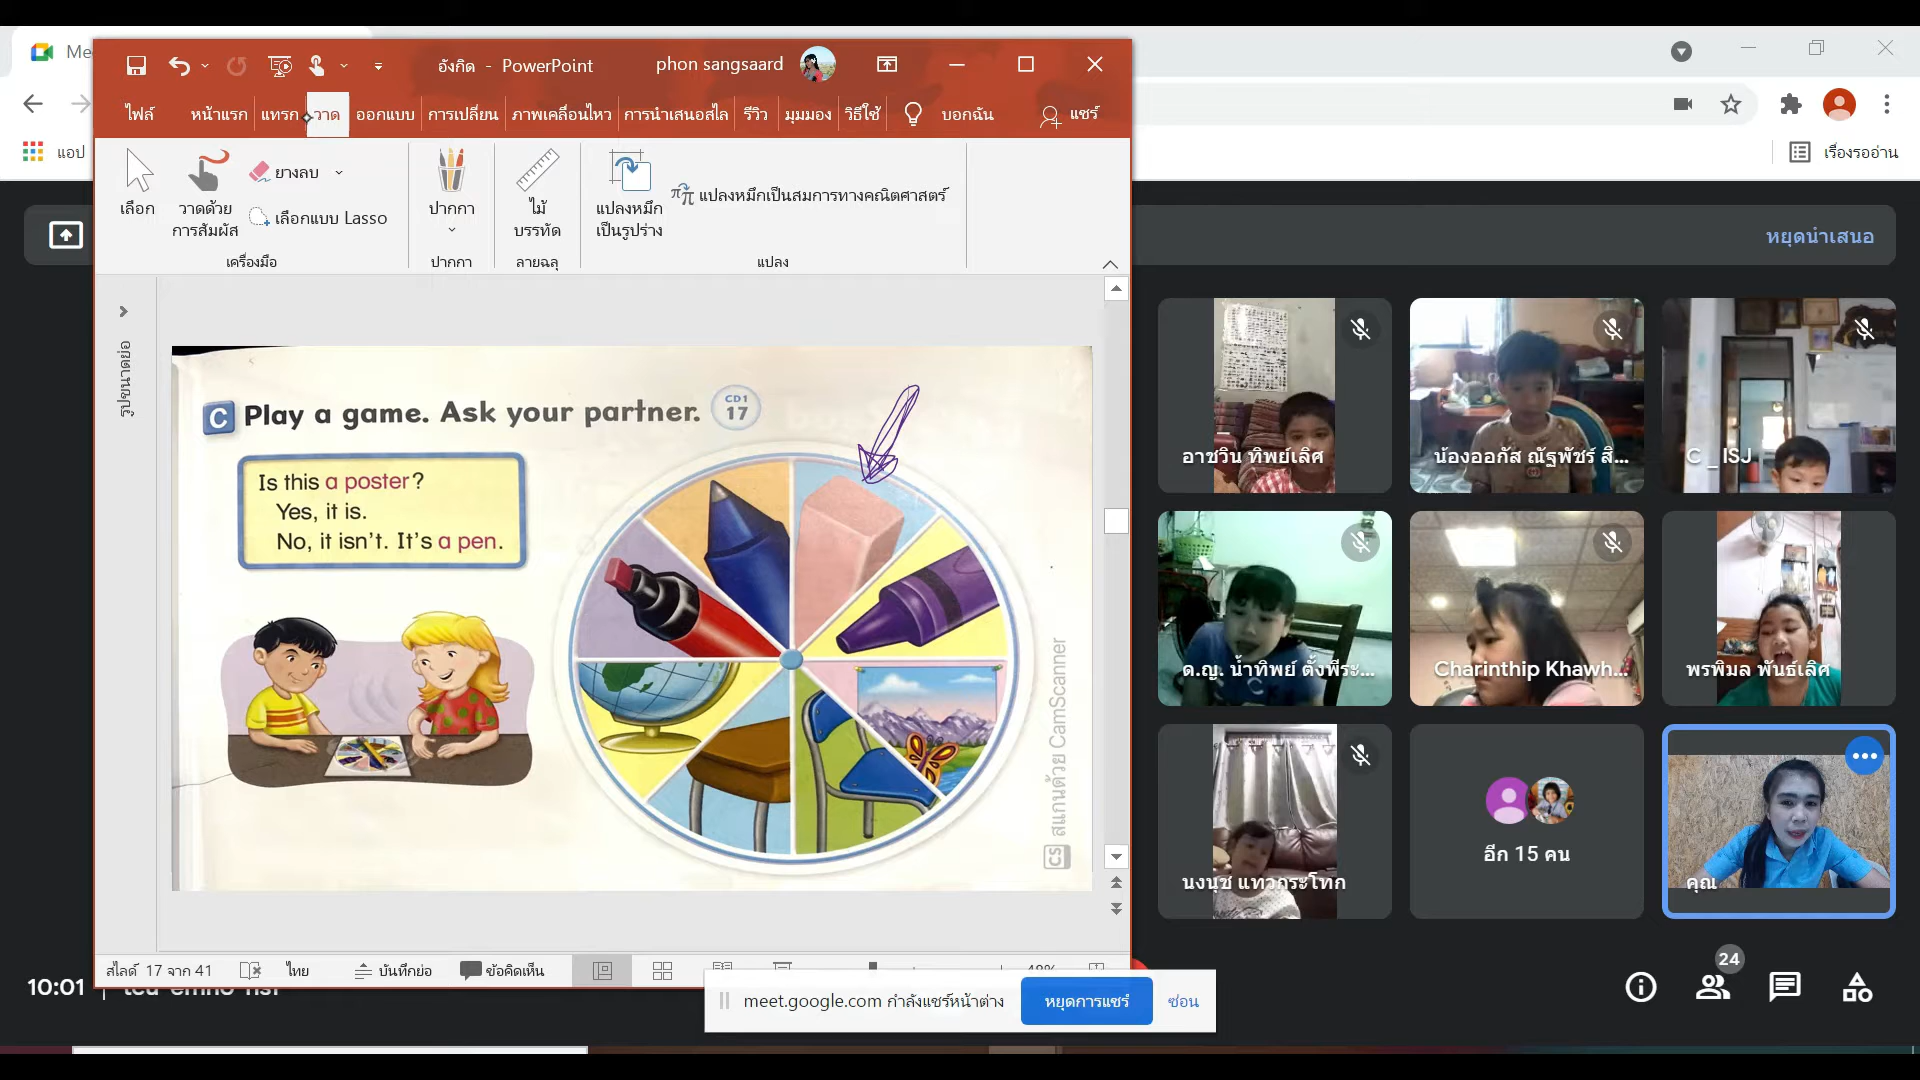 Me
อังกิด - PowerPoint
phon sangsaard
ไฟล์
หน้าแรก
แทรก
วาด
ออกแบบ
การเปลี่ยน
ภาพเคลื่อนไหว
การนำเสนอสไล
รีวิว
มุมมอง
วิธีใช้
บอกฉัน
แชร์
แอป
เรื่องรออ่าน
เลือก
วาดด้วย
การสัมผัส
ยางลบ
เลือกแบบ Lasso
เครื่องมือ
ปากกา
ปากกา
ไม้
บรรทัด
ลายฉลุ
แปลงหมึก
เป็นรูปร่าง
แปลงหมึกเป็นสมการทางคณิตศาสตร์
แปลง
หยุดนำเสนอ
รูปขนาดย่อ
C Play a game. Ask your partner. CD1
17
Is this a poster?
Yes, it is.
No, it isn't. It's a pen.
CS สแกนด้วย CamScanner
อาชวิน ทิพย์เลิศ
น้องออกัส ณัฐพัชร์ สิ...
C _ ISJ
ด.ญ. น้ำทิพย์ ตั้งพีระ...
Charinthip Khawh...
พรพิมล พันธ์เลิศ
นงนุช แทวกระโทก
อีก 15 คน
คุณ
สไลด์ 17 จาก 41
ไทย
บันทึกย่อ
ข้อคิดเห็น
10:01
24
meet.google.com กำลังแชร์หน้าต่าง
หยุดการแชร์
ซ่อน